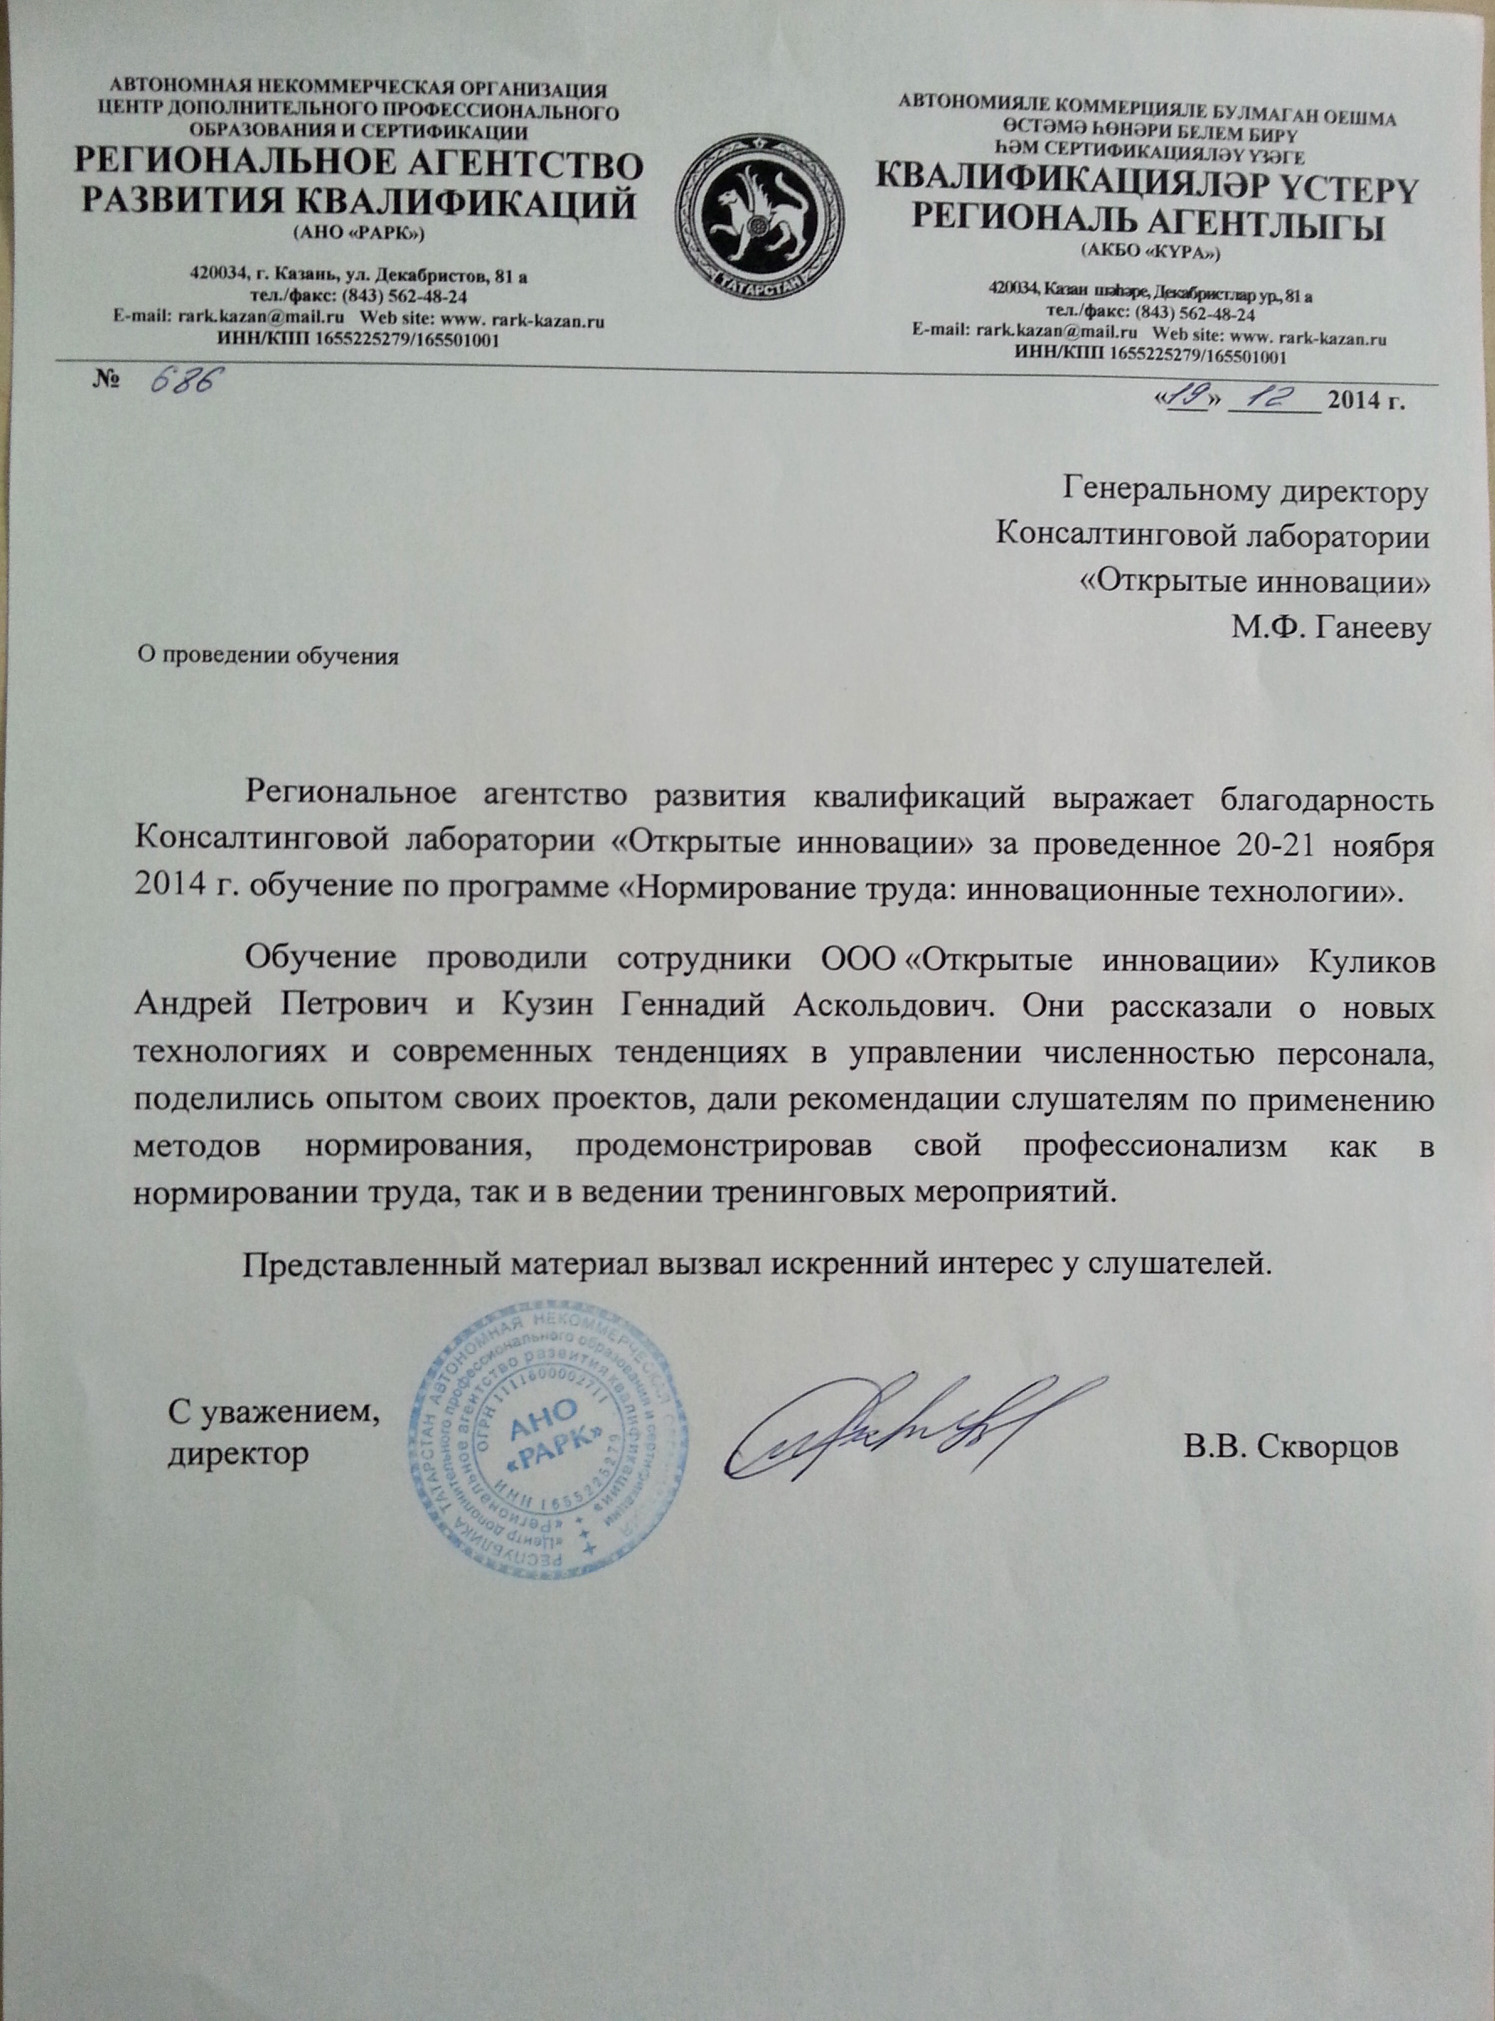 АВТОНОМНАЯ НЕКОММЕРЧЕСКАЯ ОРГАНИЗАЦИЯ
ЦЕНТР ДОПОЛНИТЕЛЬНОГО ПРОФЕССИОНАЛЬНОГО
ОБРАЗОВАНИЯ И СЕРТИФИКАЦИИ
РЕГИОНАЛЬНОЕ АГЕНТСТВО
РАЗВИТИЯ КВАЛИФИКАЦИЙ
(АНО «РАРК»)
420034, г. Казань, ул. Декабристов, 81 а
тел./факс: (843) 562-48-24
E-mail: rark.kazan@mail.ru Web site: www. rark-kazan.ru
ИНН/КПП 1655225279/165501001
ТАТАРСТАН
АВТОНОМИЯЛЕ КОММЕРЦИЯЛЕ БУЛМАГАН ОЕШМА
ӨСТӘМӘ ҺӨНӘРИ БЕЛЕМ БИРҮ
ҺӘМ СЕРТИФИКАЦИЯЛӘҮ ҮЗӘГЕ
КВАЛИФИКАЦИЯЛӘР ҮСТЕРҮ
РЕГИОНАЛЬ АГЕНТЛЫГЫ
(АКБО «КҮРА»)
420034, Казан шәһәре, Декабристлар ур., 81 а
тел./факс: (843) 562-48-24
E-mail: rark.kazan@mail.ru Web site: www. rark-kazan.ru
ИНН/КПП 1655225279/165501001
№ 686
«19» 12 2014 г.
Генеральному директору
Консалтинговой лаборатории
«Открытые инновации»
М.Ф. Ганееву
О проведении обучения
Региональное агентство развития квалификаций выражает благодарность
Консалтинговой лаборатории «Открытые инновации» за проведенное 20-21 ноября
2014 г. обучение по программе «Нормирование труда: инновационные технологии».
Обучение проводили сотрудники ООО «Открытые инновации» Куликов
Андрей Петрович и Кузин Геннадий Аскольдович. Они рассказали о новых
технологиях и современных тенденциях в управлении численностью персонала,
поделились опытом своих проектов, дали рекомендации слушателям по применению
методов нормирования, продемонстрировав свой профессионализм как в
нормировании труда, так и в ведении тренинговых мероприятий.
Представленный материал вызвал искренний интерес у слушателей.
С уважением,
директор
РЕСПУБЛИКА ТАТАРСТАН АВТОНОМНАЯ НЕКОММЕРЧЕСКАЯ
«Центр дополнительного профессионального образования и сертификации
«Региональное агентство развития квалификаций»
ОГРН 1111600002711
ИНН 1655225279
АНО
«РАРК»
В.В. Скворцов